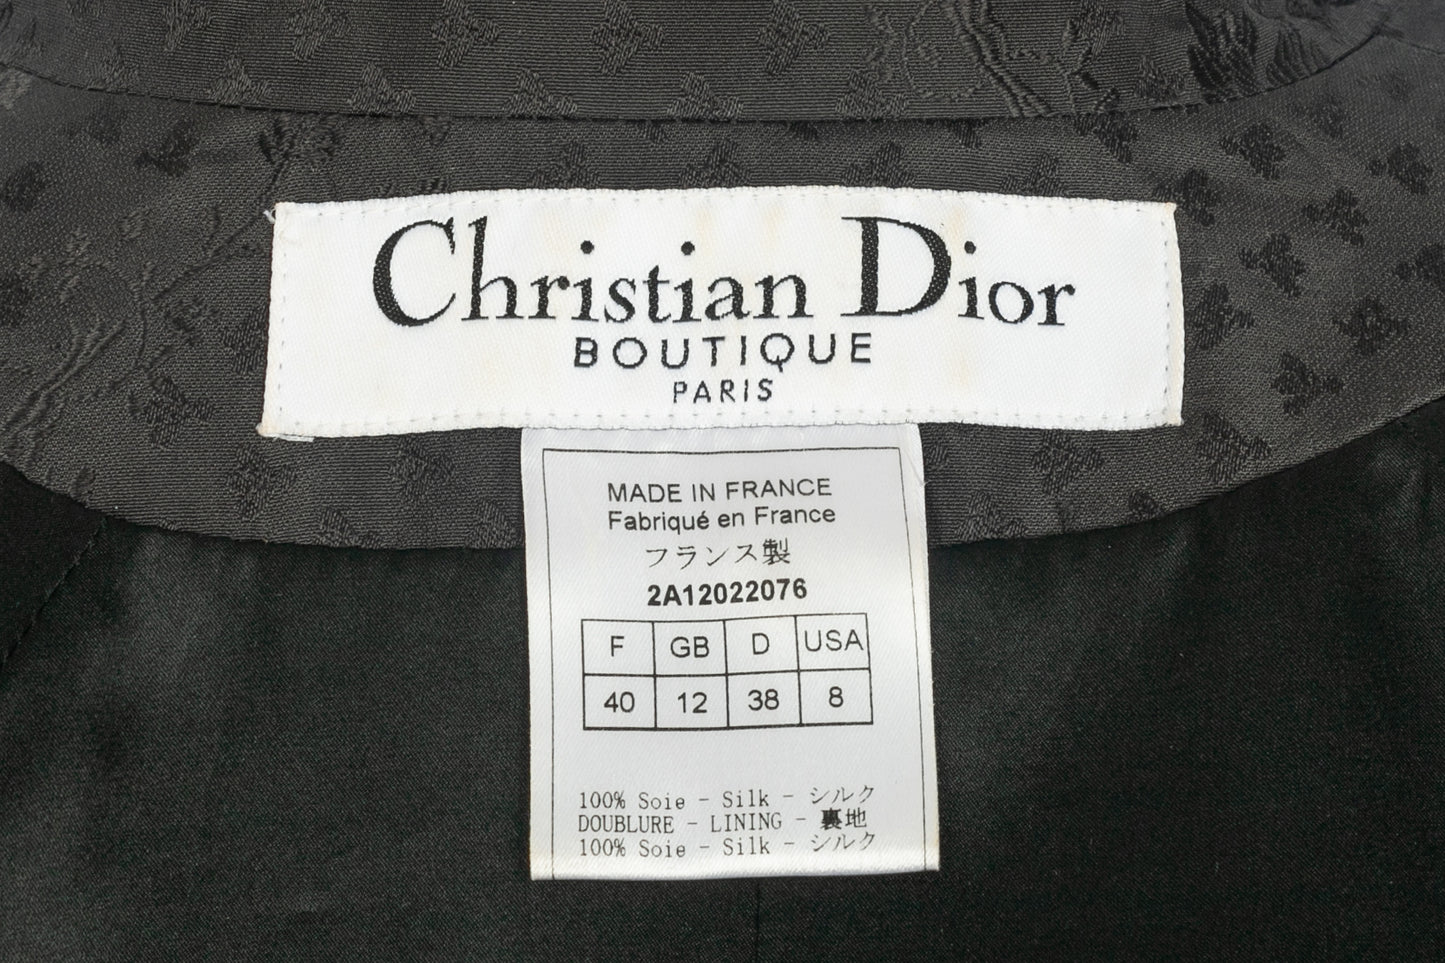 Christian Dior
BOUTIQUE
PARIS
MADE IN FRANCE
Fabriqué en France
フランス製
2A12022076
F GB D USA
40 12 38 8
100% Soie - Silk - シルク
DOUBLURE - LINING - 裏地
100% Soie - Silk - シルク